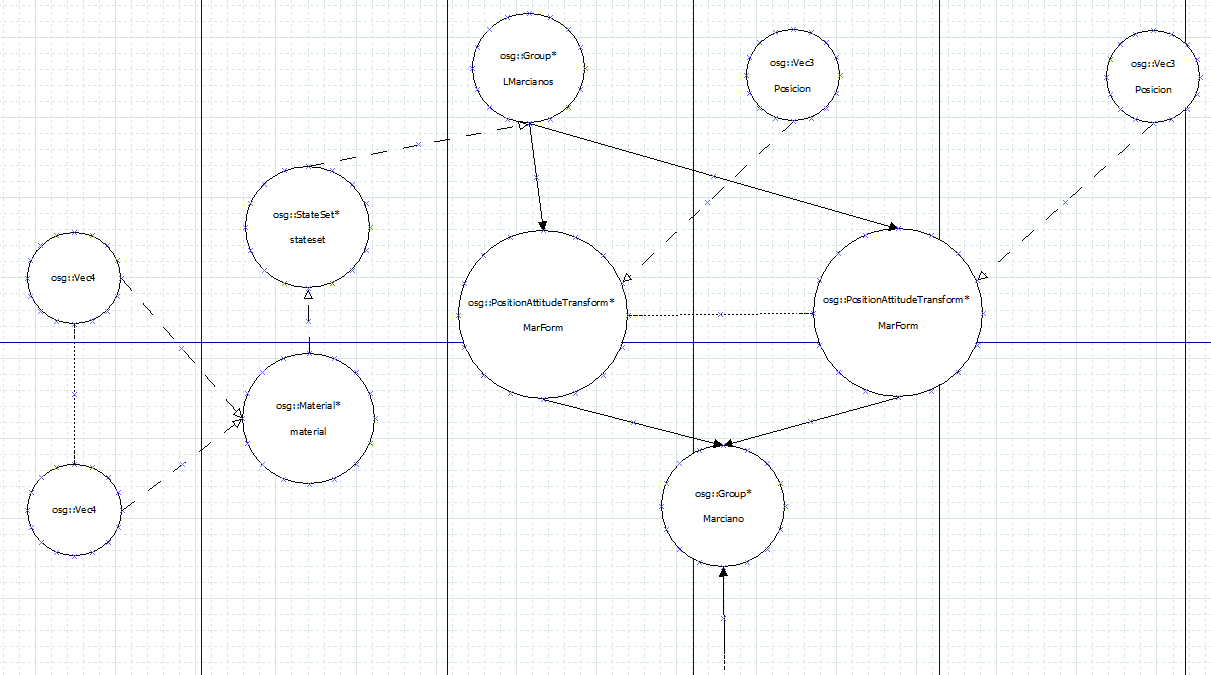 osg::Group*
LMarcianos
osg::Vec3
Posicion
osg::Vec3
Posicion
osg::StateSet*
stateset
osg::Vec4
osg::PositionAttitudeTransform*
MarForm
osg::PositionAttitudeTransform*
MarForm
osg::Material*
material
osg::Vec4
osg::Group*
Marciano